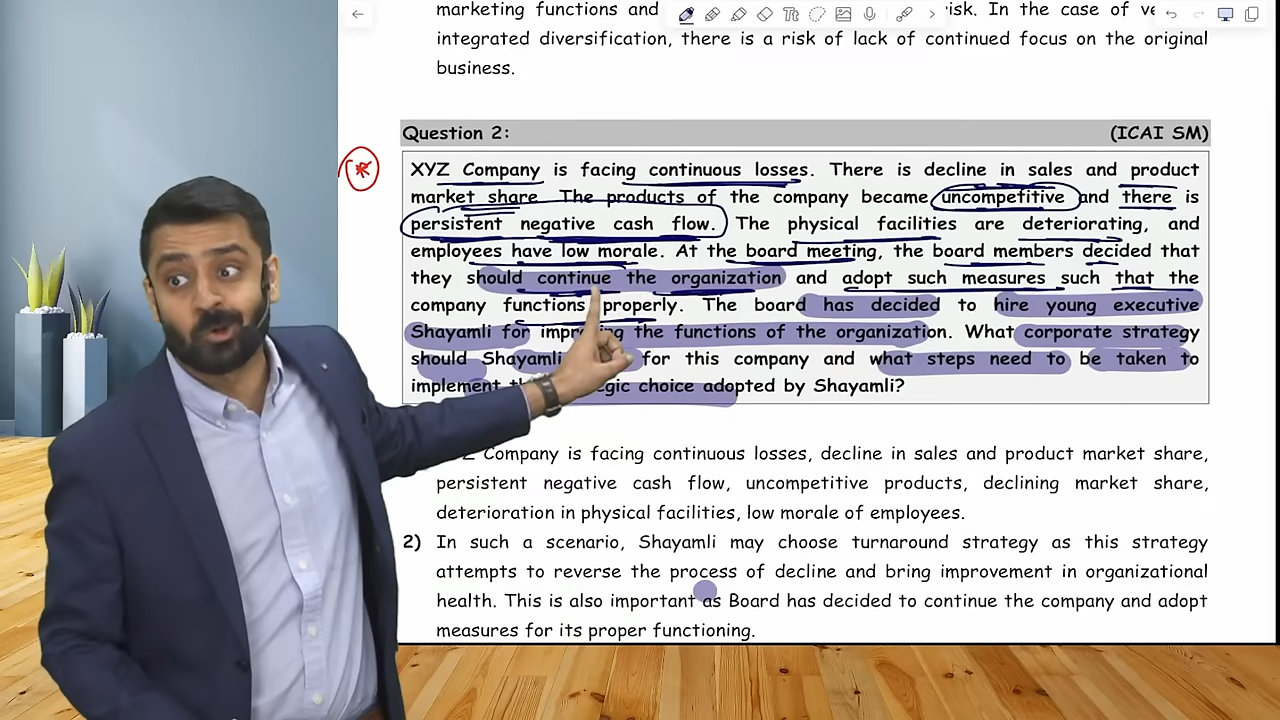 marketing functions and isk. In the case of ve
integrated diversification, there is a risk of lack of continued focus on the original
business.
Question 2: (ICAI SM)
XYZ Company is facing continuous losses. There is decline in sales and product
market share. The products of the company became uncompetitive and there is
persistent negative cash flow. The physical facilities are deteriorating, and
employees have low morale. At the board meeting, the board members decided that
they should continue the organization and adopt such measures such that the
company functions properly. The board has decided to hire young executive
Shayamli for the functions of the organization. What corporate strategy
should Shayamli for this company and what steps need to be taken to
implement choice adopted by Shayamli?
Company is facing continuous losses, decline in sales and product market share,
persistent negative cash flow, uncompetitive products, declining market share,
deterioration in physical facilities, low morale of employees.
2) In such a scenario, Shayamli may choose turnaround strategy as this strategy
attempts to reverse the process of decline and bring improvement in organizational
health. This is also important as Board has decided to continue the company and adopt
measures for its proper functioning.